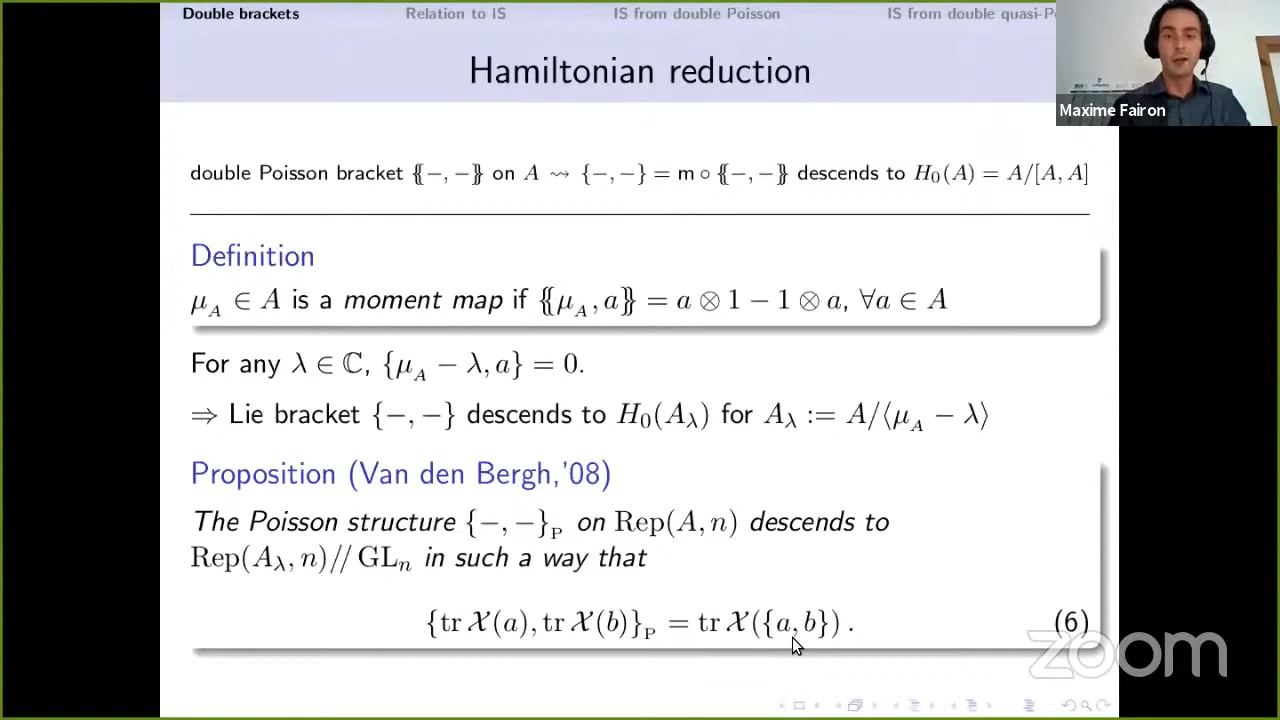 Double brackets Relation to IS IS from double Poisson IS from double quasi-P
Maxime Fairon
Hamiltonian reduction
double Poisson bracket {{−, −}} on A ⇝ {−, −} = m ∘ {{−, −}} descends to H₀(A) = A/[A, A]
Definition
μ_A ∈ A is a moment map if {{μ_A, a}} = a ⊗ 1 − 1 ⊗ a, ∀a ∈ A
For any λ ∈ ℂ, {μ_A − λ, a} = 0.
⇒ Lie bracket {−, −} descends to H₀(A_λ) for A_λ := A/⟨μ_A − λ⟩
Proposition (Van den Bergh,'08)
The Poisson structure {−, −}_P on Rep(A, n) descends to
Rep(A_λ, n)// GL_n in such a way that
{tr 𝒳(a), tr 𝒳(b)}_P = tr 𝒳({a, b}) . (6)
zoom